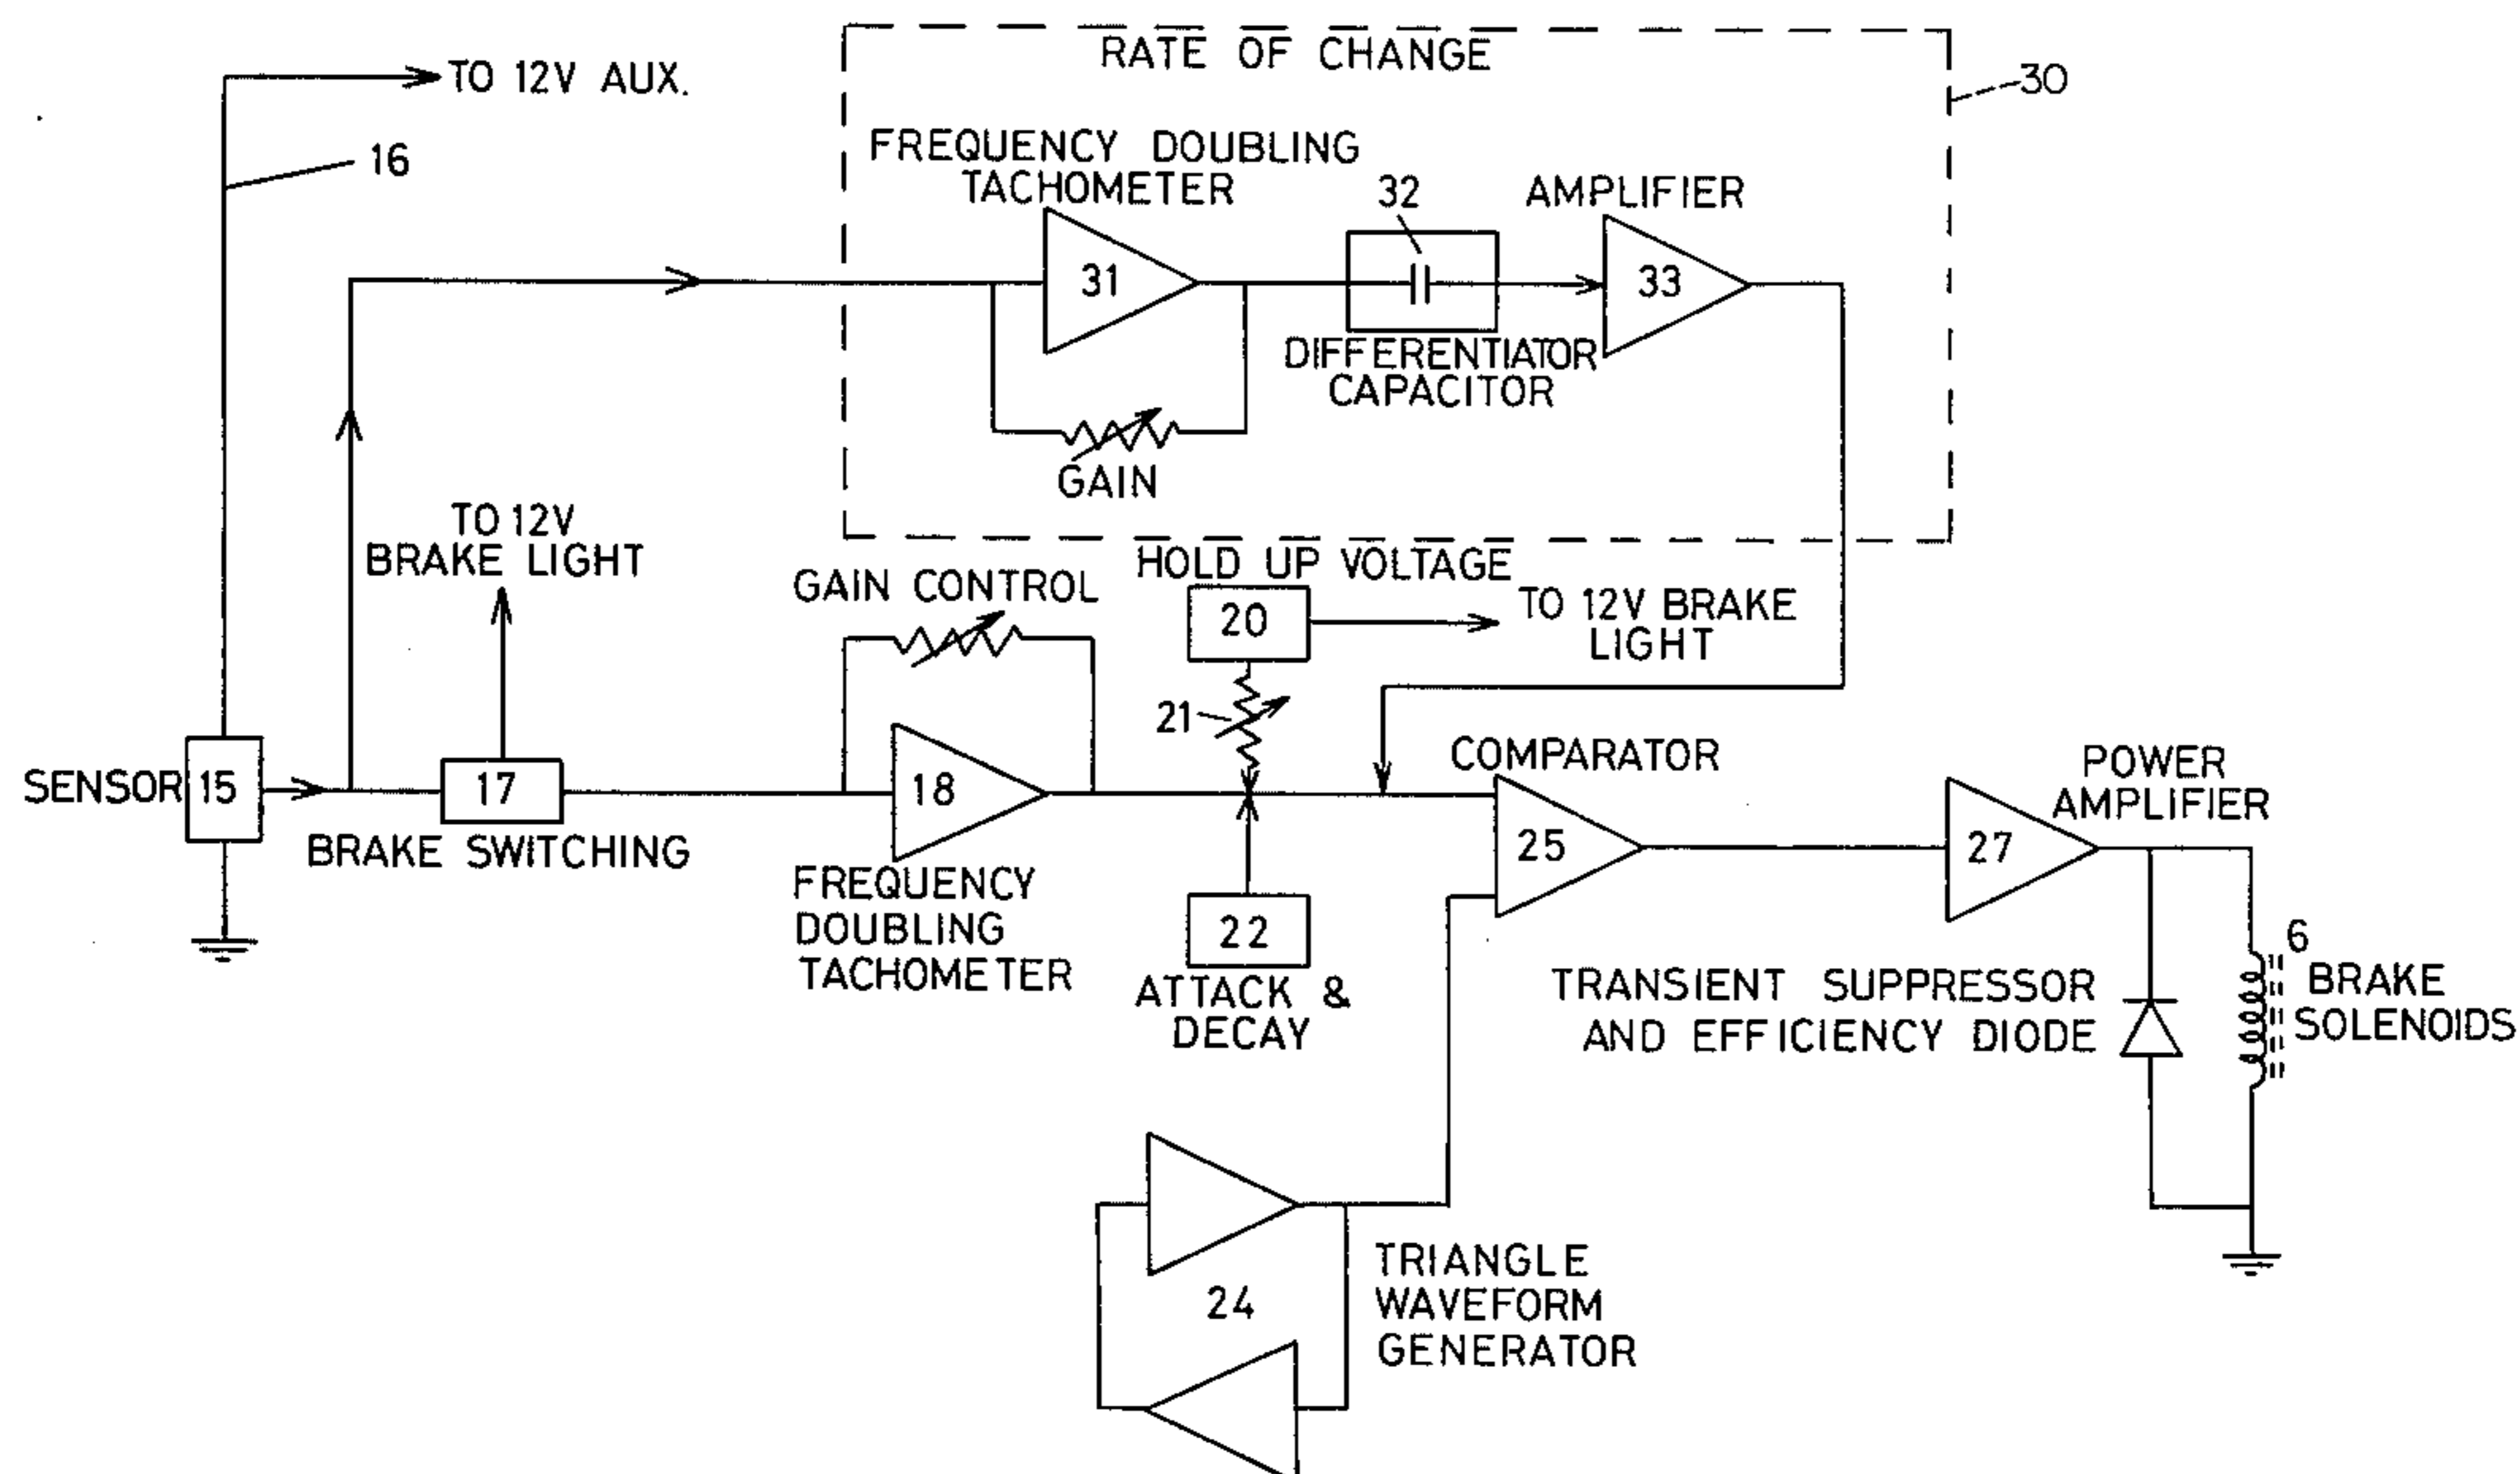 RATE OF CHANGE
TO 12V AUX.
30
16
FREQUENCY DOUBLING
TACHOMETER
32
AMPLIFIER
31
33
DIFFERENTIATOR
CAPACITOR
GAIN
TO 12V
BRAKE LIGHT
HOLD UP VOLTAGE
GAIN CONTROL
20
TO 12V BRAKE
LIGHT
21
SENSOR 15
17
BRAKE SWITCHING
18
FREQUENCY
DOUBLING
TACHOMETER
22
ATTACK &
DECAY
COMPARATOR
25
POWER
AMPLIFIER
27
6
BRAKE
SOLENOIDS
TRANSIENT SUPPRESSOR
AND EFFICIENCY DIODE
24
TRIANGLE
WAVEFORM
GENERATOR